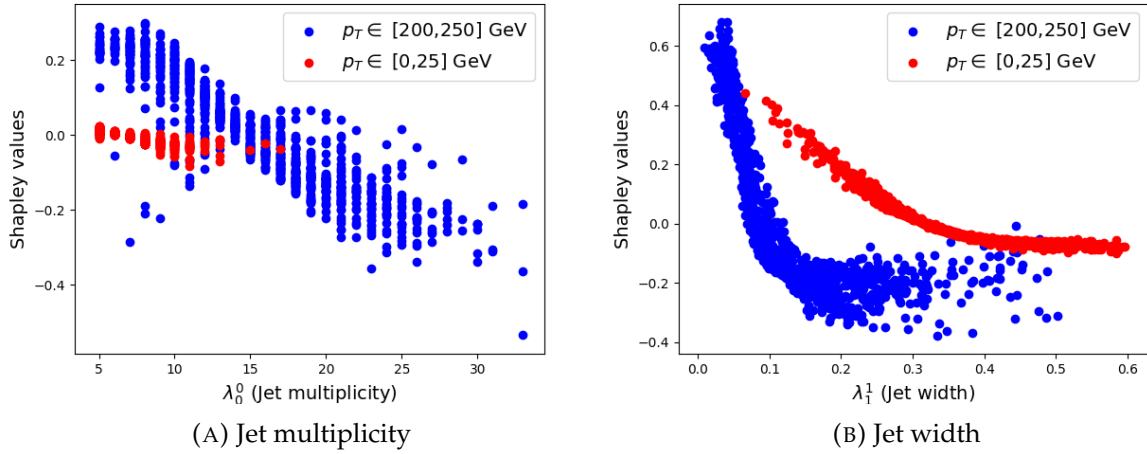 p_T ∈ [200,250] GeV
p_T ∈ [0,25] GeV
Shapley values
0.2
0.0
−0.2
−0.4
5 10 15 20 25 30
λ_0^0 (Jet multiplicity)
(A) Jet multiplicity
p_T ∈ [200,250] GeV
p_T ∈ [0,25] GeV
Shapley values
0.6
0.4
0.2
0.0
−0.2
−0.4
0.0 0.1 0.2 0.3 0.4 0.5 0.6
λ_1^1 (Jet width)
(B) Jet width